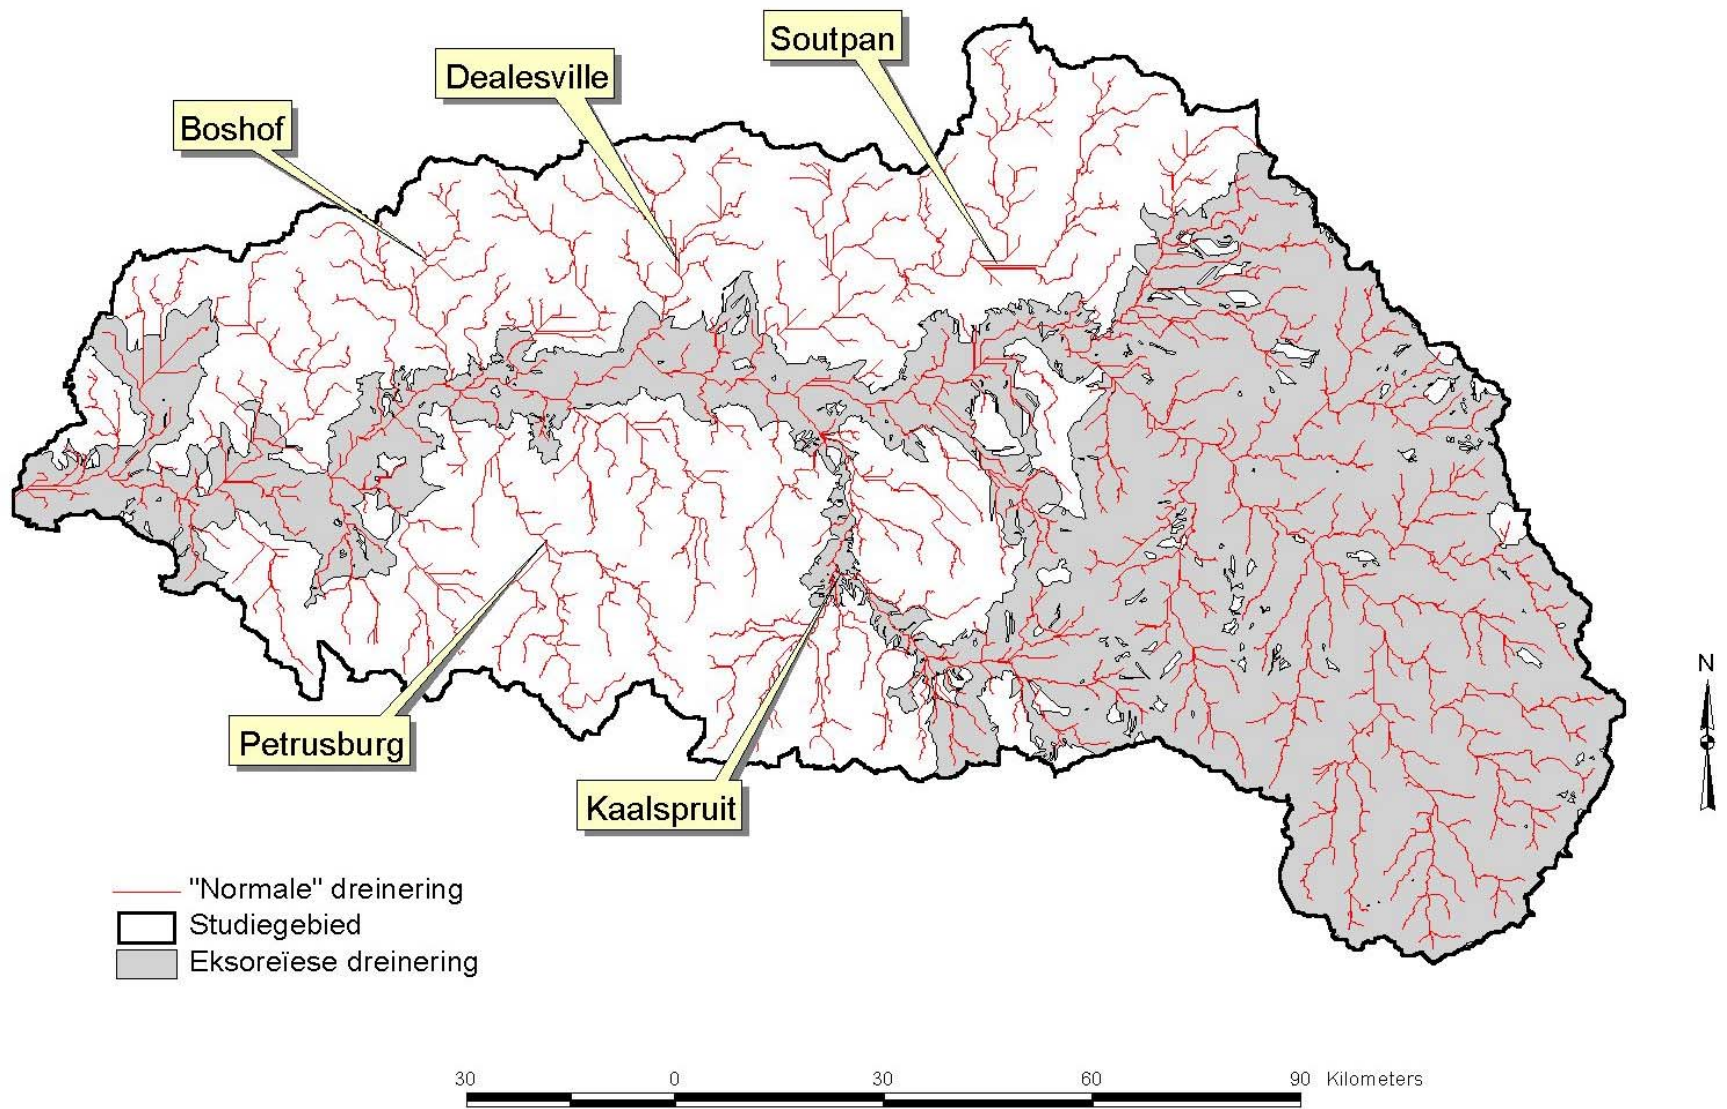 Soutpan
Dealesville
Boshof
N
Petrusburg
Kaalspruit
"Normale" dreinering
Studiegebied
Eksoreïese dreinering
30 0 30 60 90 Kilometers